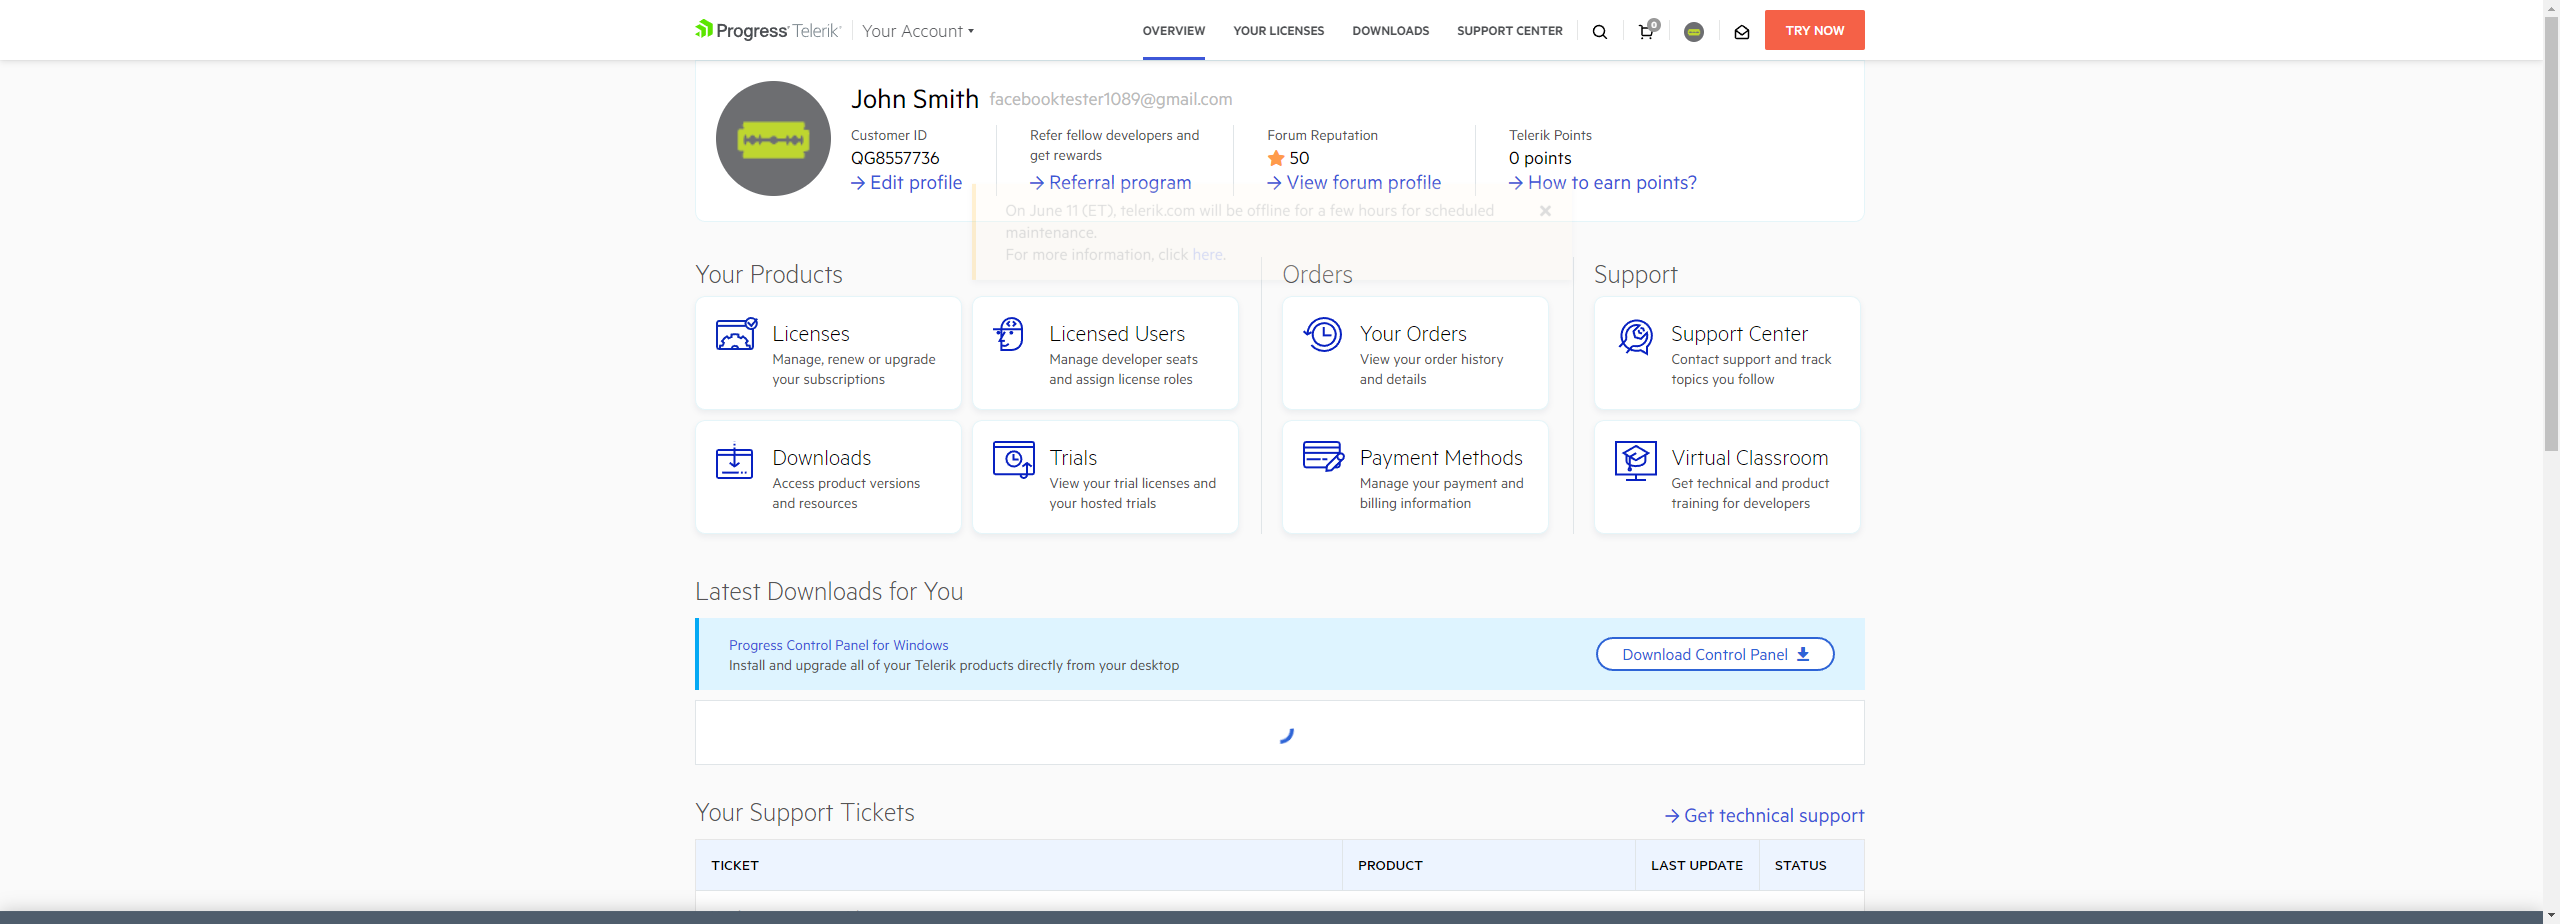 Progress Telerik
Your Account
OVERVIEW
YOUR LICENSES
DOWNLOADS
SUPPORT CENTER
0
TRY NOW
John Smith facebooktester1089@gmail.com
Customer ID
QG8557736
Edit profile
Refer fellow developers and
get rewards
Referral program
Forum Reputation
50
View forum profile
Telerik Points
0 points
How to earn points?
On June 11 (ET), telerik.com will be offline for a few hours for scheduled
maintenance.
For more information, click here.
Your Products
Licenses
Manage, renew or upgrade
your subscriptions
Licensed Users
Manage developer seats
and assign license roles
Downloads
Access product versions
and resources
Trials
View your trial licenses and
your hosted trials
Orders
Your Orders
View your order history
and details
Payment Methods
Manage your payment and
billing information
Support
Support Center
Contact support and track
topics you follow
Virtual Classroom
Get technical and product
training for developers
Latest Downloads for You
Progress Control Panel for Windows
Install and upgrade all of your Telerik products directly from your desktop
Download Control Panel
Your Support Tickets
Get technical support
TICKET
PRODUCT
LAST UPDATE
STATUS